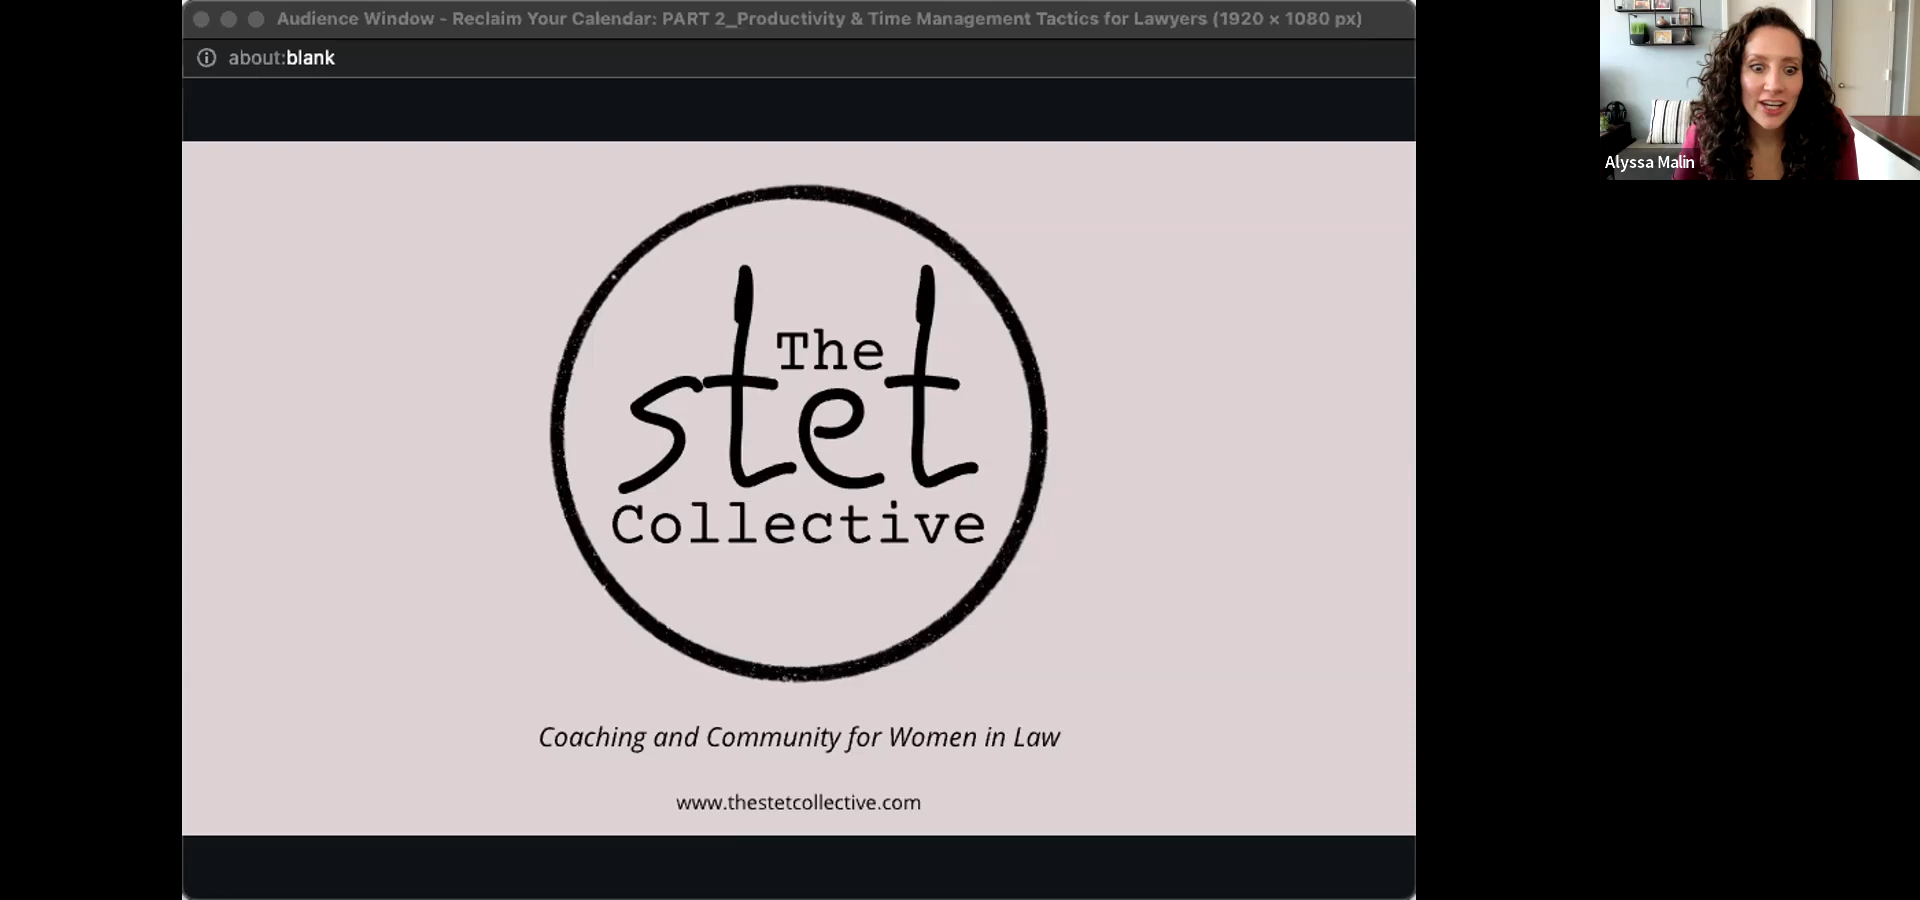 Audience Window - Reclaim Your Calendar: PART 2_Productivity & Time Management Tactics for Lawyers (1920 × 1080 px)
about:blank
Alyssa Malin
The
stet
Collective
Coaching and Community for Women in Law
www.thestetcollective.com